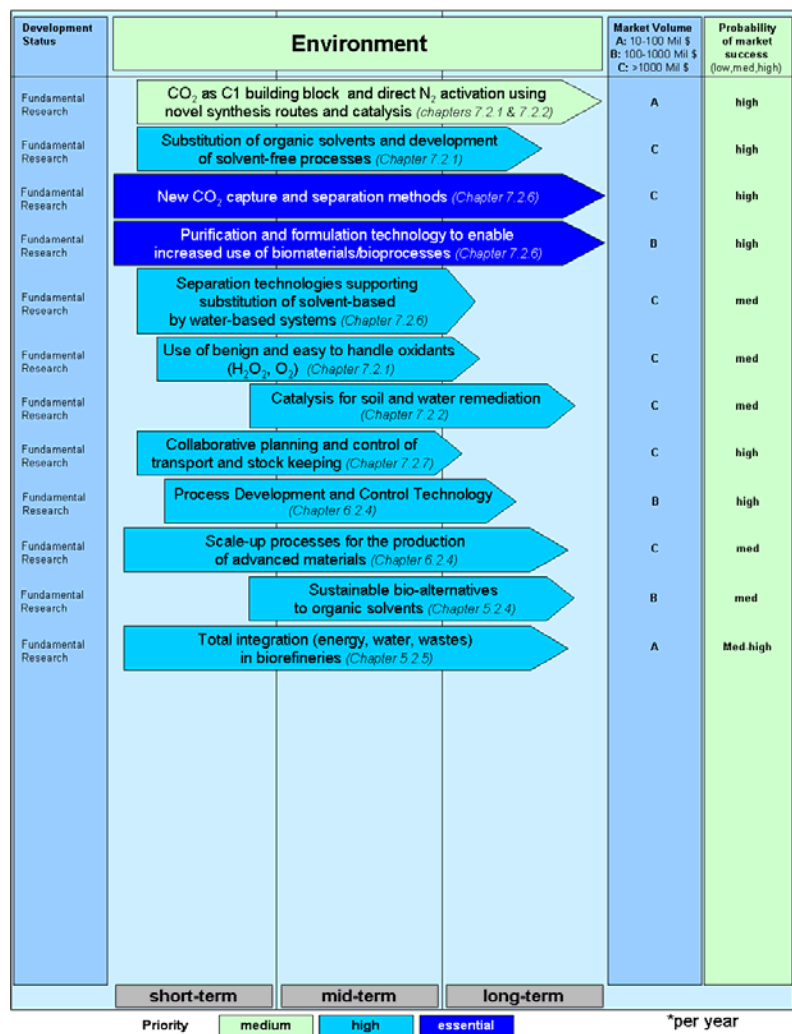 Development
Status
Environment
Market Volume
A: 10-100 Mil $
B: 100-1000 Mil $
C: >1000 Mil $
Probability
of market
success
(low,med,high)
Fundamental
Research
CO₂ as C1 building block and direct N₂ activation using
novel synthesis routes and catalysis (chapters 7.2.1 & 7.2.2)
A
high
Fundamental
Research
Substitution of organic solvents and development
of solvent-free processes (Chapter 7.2.1)
C
high
Fundamental
Research
New CO₂ capture and separation methods (Chapter 7.2.6)
C
high
Fundamental
Research
Purification and formulation technology to enable
increased use of biomaterials/bioprocesses (Chapter 7.2.6)
B
high
Fundamental
Research
Separation technologies supporting
substitution of solvent-based
by water-based systems (Chapter 7.2.6)
C
med
Fundamental
Research
Use of benign and easy to handle oxidants
(H₂O₂, O₂) (Chapter 7.2.1)
C
med
Fundamental
Research
Catalysis for soil and water remediation
(Chapter 7.2.2)
C
med
Fundamental
Research
Collaborative planning and control of
transport and stock keeping (Chapter 7.2.7)
C
high
Fundamental
Research
Process Development and Control Technology
(Chapter 6.2.4)
B
high
Fundamental
Research
Scale-up processes for the production
of advanced materials (Chapter 6.2.4)
C
med
Fundamental
Research
Sustainable bio-alternatives
to organic solvents (Chapter 5.2.4)
B
med
Fundamental
Research
Total integration (energy, water, wastes)
in biorefineries (Chapter 5.2.5)
A
Med-high
short-term
mid-term
long-term
Priority
medium
high
essential
*per year